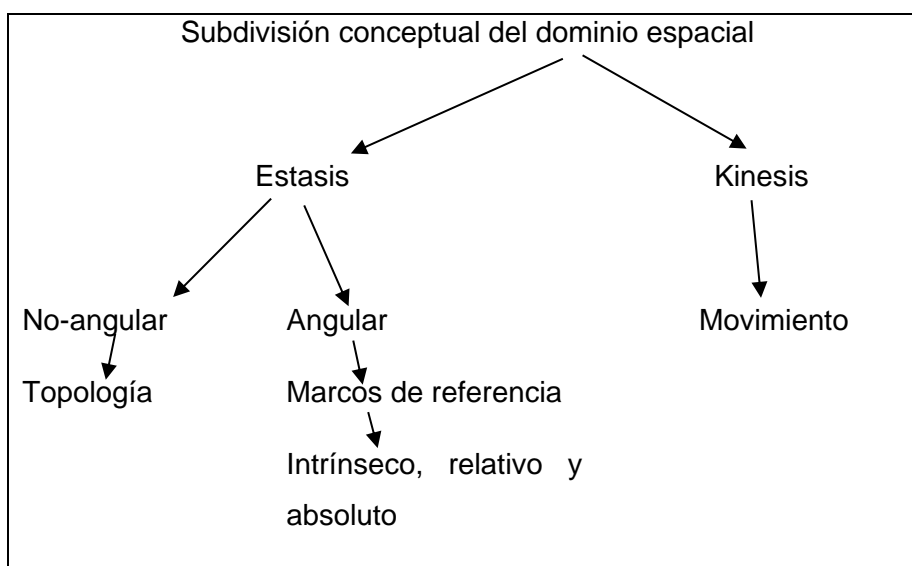 Subdivisión conceptual del dominio espacial
Estasis Kinesis
No-angular Angular Movimiento
Topología Marcos de referencia
Intrínseco, relativo y
absoluto